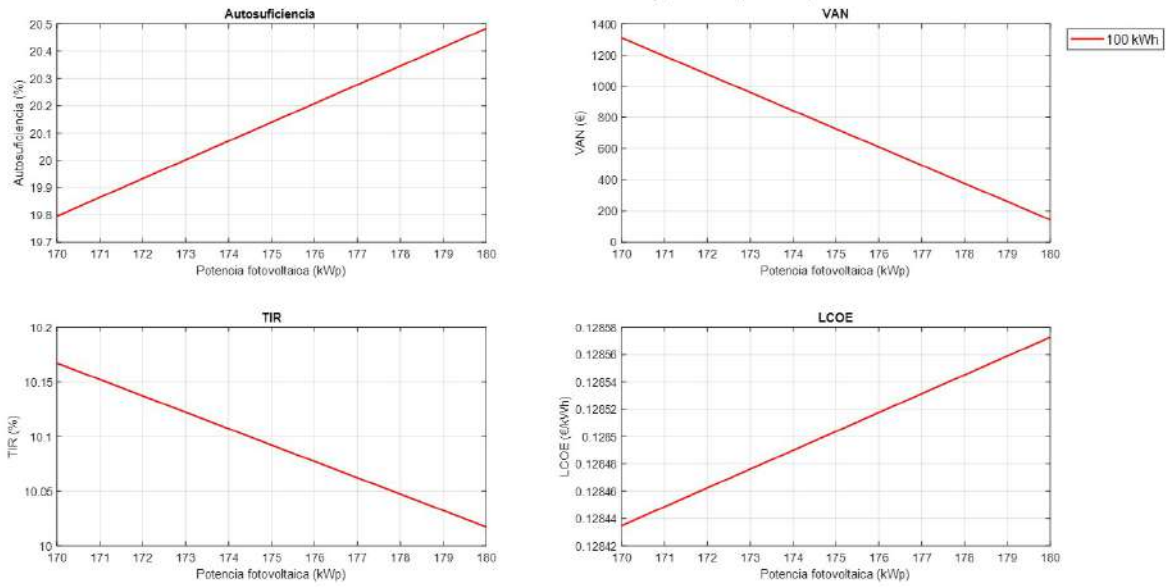 Autosuficiencia
20.5
20.4
20.3
20.2
20.1
20
19.9
19.8
19.7
Autosuficiencia (%)
170 171 172 173 174 175 176 177 178 179 180
Potencia fotovoltaica (kWp)
VAN
1400
1200
1000
800
600
400
200
0
VAN (€)
170 171 172 173 174 175 176 177 178 179 180
Potencia fotovoltaica (kWp)
100 kWh
TIR
10.2
10.15
10.1
10.05
10
TIR (%)
170 171 172 173 174 175 176 177 178 179 180
Potencia fotovoltaica (kWp)
LCOE
0.12858
0.12856
0.12854
0.12852
0.1285
0.12848
0.12846
0.12844
0.12842
LCOE (€/kWh)
170 171 172 173 174 175 176 177 178 179 180
Potencia fotovoltaica (kWp)